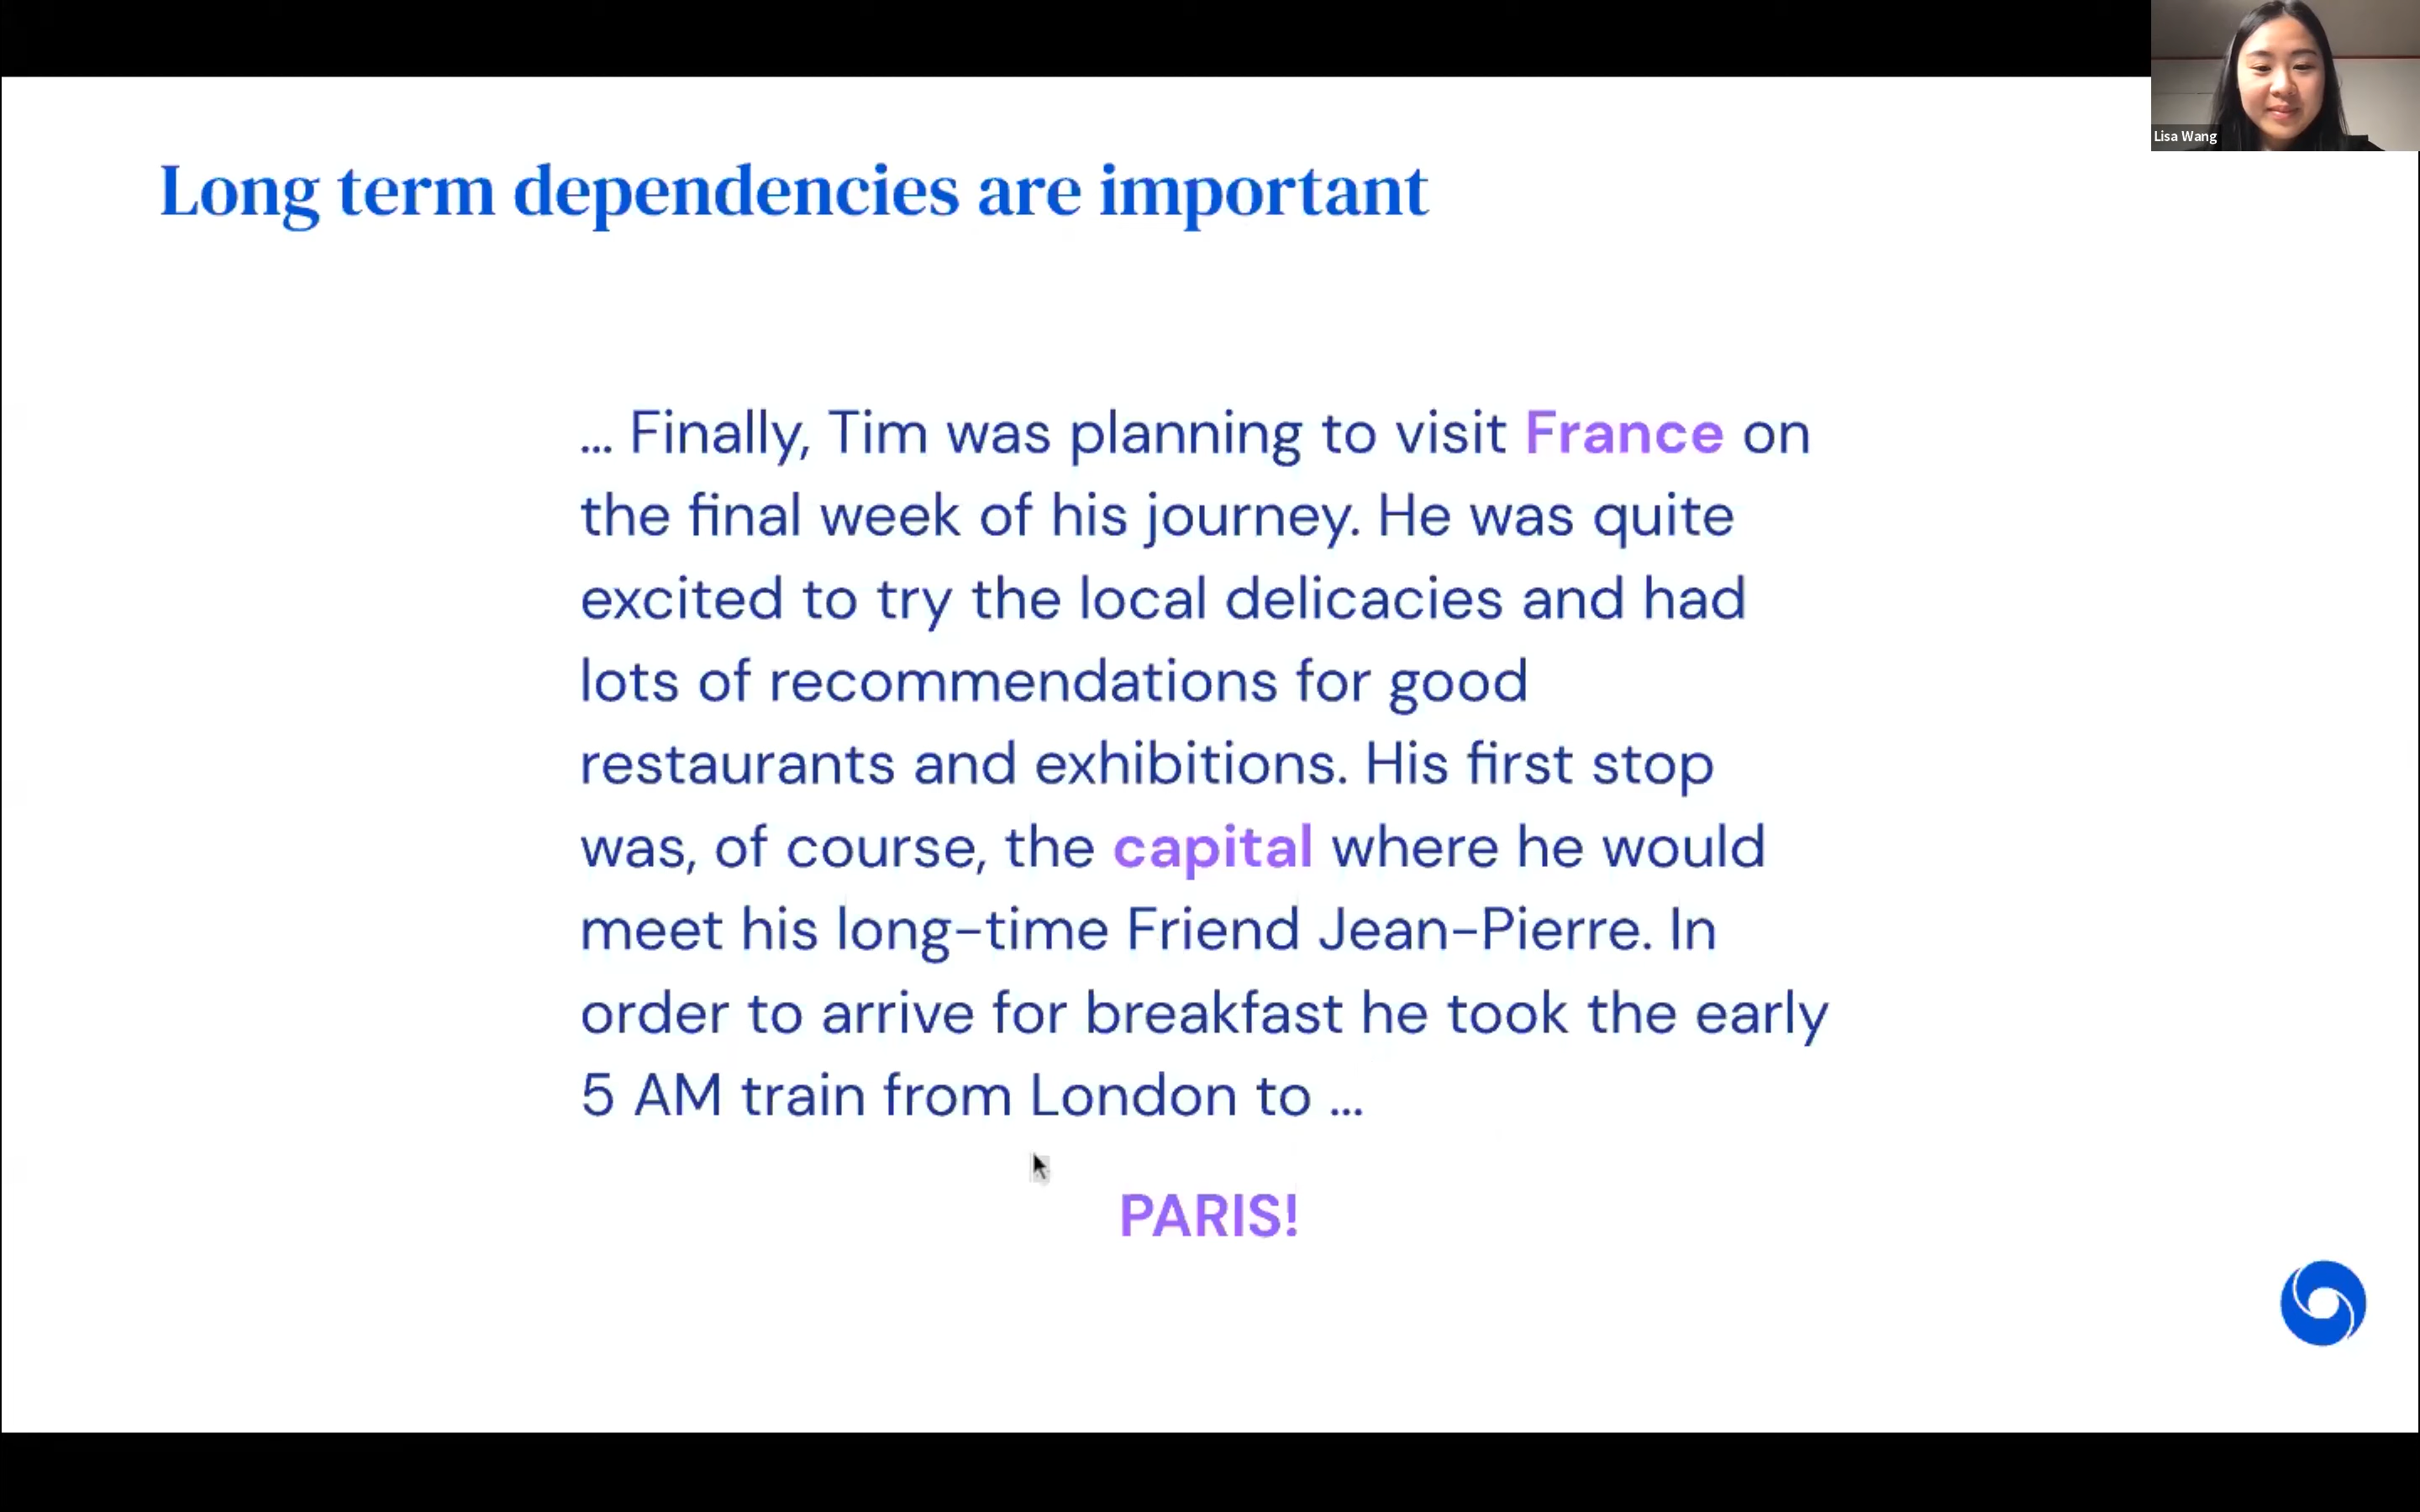 Lisa Wang
Long term dependencies are important
... Finally, Tim was planning to visit France on
the final week of his journey. He was quite
excited to try the local delicacies and had
lots of recommendations for good
restaurants and exhibitions. His first stop
was, of course, the capital where he would
meet his long-time Friend Jean-Pierre. In
order to arrive for breakfast he took the early
5 AM train from London to ...
PARIS!